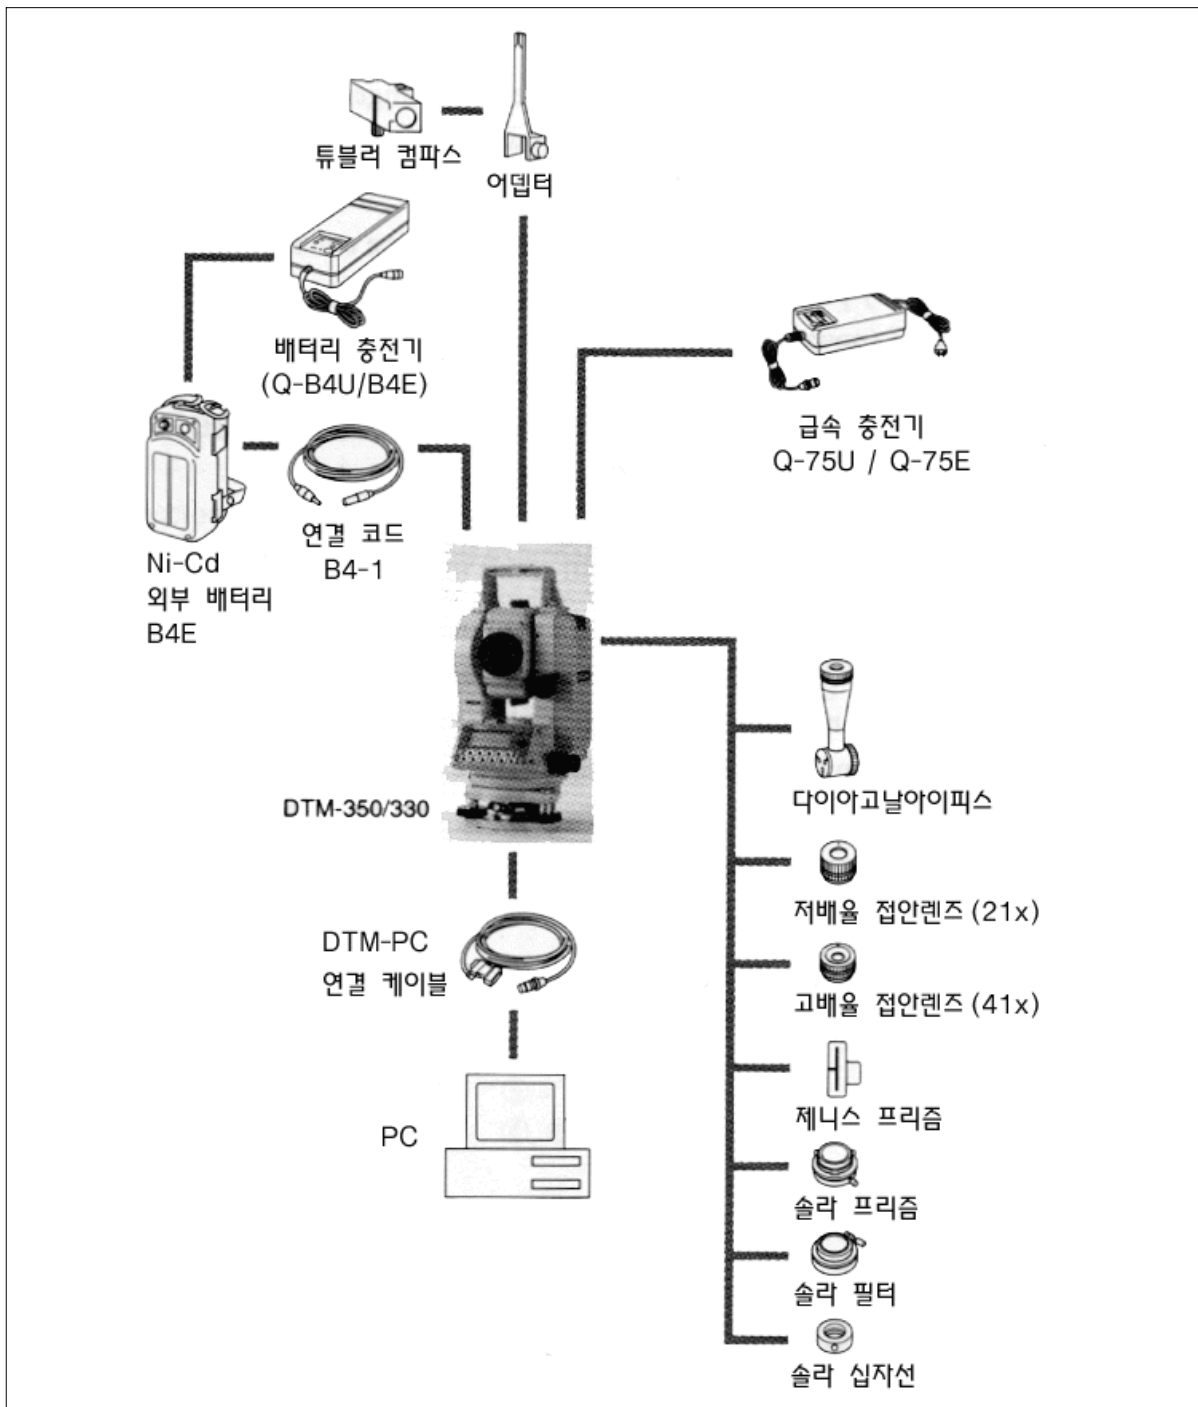 튜블러 컴파스
어뎁터
배터리 충전기
(Q-B4U/B4E)
급속 충전기
Q-75U / Q-75E
연결 코드
B4-1
Ni-Cd
외부 배터리
B4E
DTM-350/330
다이아고날아이피스
저배율 접안렌즈 (21x)
DTM-PC
연결 케이블
고배율 접안렌즈 (41x)
제니스 프리즘
PC
솔라 프리즘
솔라 필터
솔라 십자선